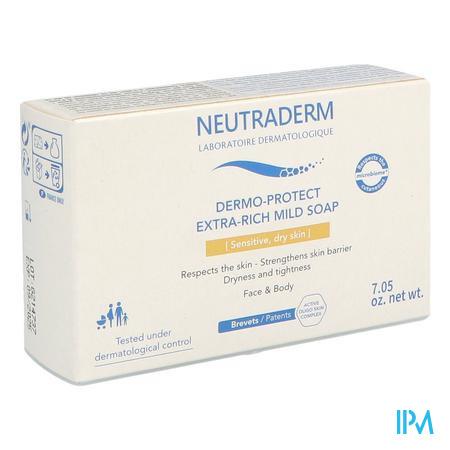 NEUTRADERM
LABORATOIRE DERMATOLOGIQUE
Respects the
microbiome*
cutaneous
DERMO-PROTECT
EXTRA-RICH MILD SOAP
[ Sensitive, dry skin ]
Respects the skin - Strengthens skin barrier
Dryness and tightness
Face & Body
7.05
oz. net wt.
Brevets / Patents
ACTIVE
OLIGO SKIN
COMPLEX
Tested under
dermatological control
IPM